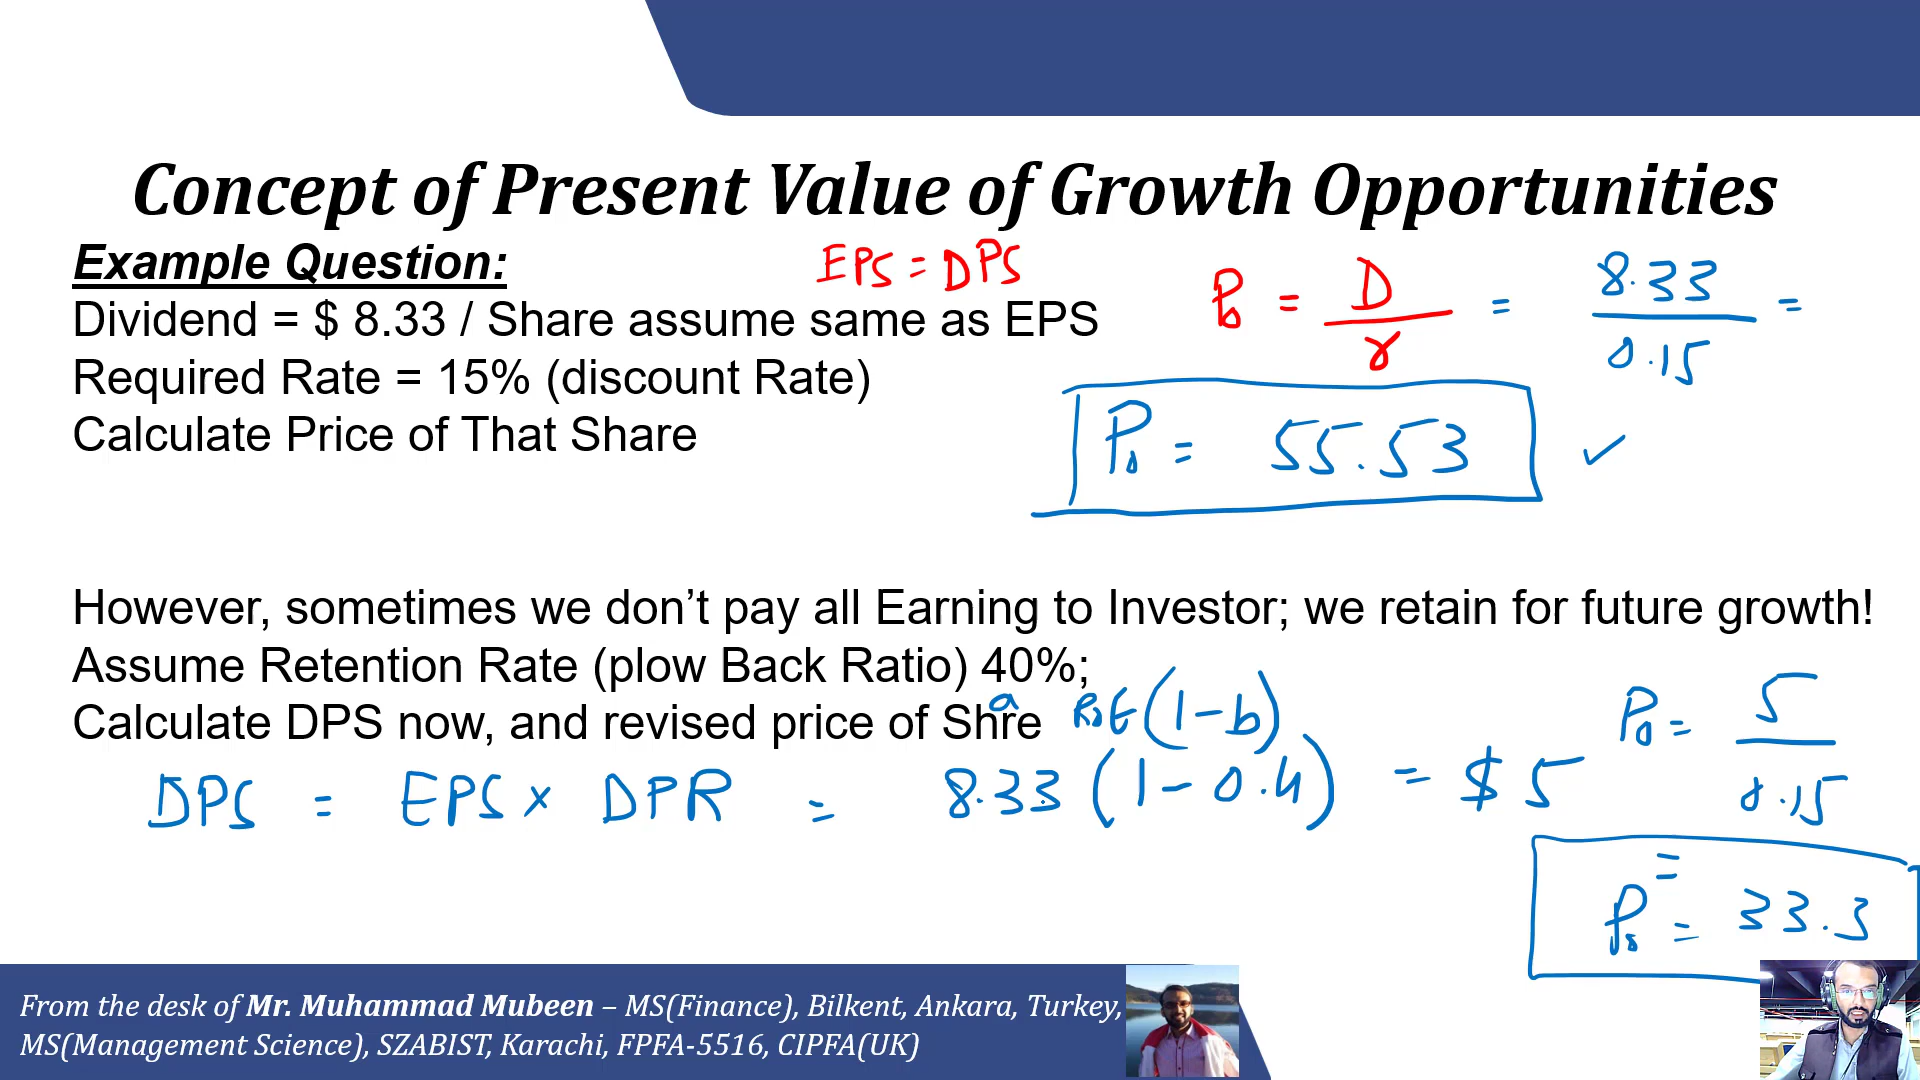 Concept of Present Value of Growth Opportunities
Example Question:
EPS = DPS
Dividend = $ 8.33 / Share assume same as EPS
Required Rate = 15% (discount Rate)
Calculate Price of That Share
P0 = D / r = 8.33 / 0.15 =
P0 = 55.53 ✓
However, sometimes we don’t pay all Earning to Investor; we retain for future growth!
Assume Retention Rate (plow Back Ratio) 40%;
Calculate DPS now, and revised price of Shre
a
(1 - b)
DPS = EPS x DPR = 8.33 (1 - 0.4) = $ 5
P0 = 5 / 0.15
=
P0 = 33.3
From the desk of Mr. Muhammad Mubeen – MS(Finance), Bilkent, Ankara, Turkey,
MS(Management Science), SZABIST, Karachi, FPFA-5516, CIPFA(UK)